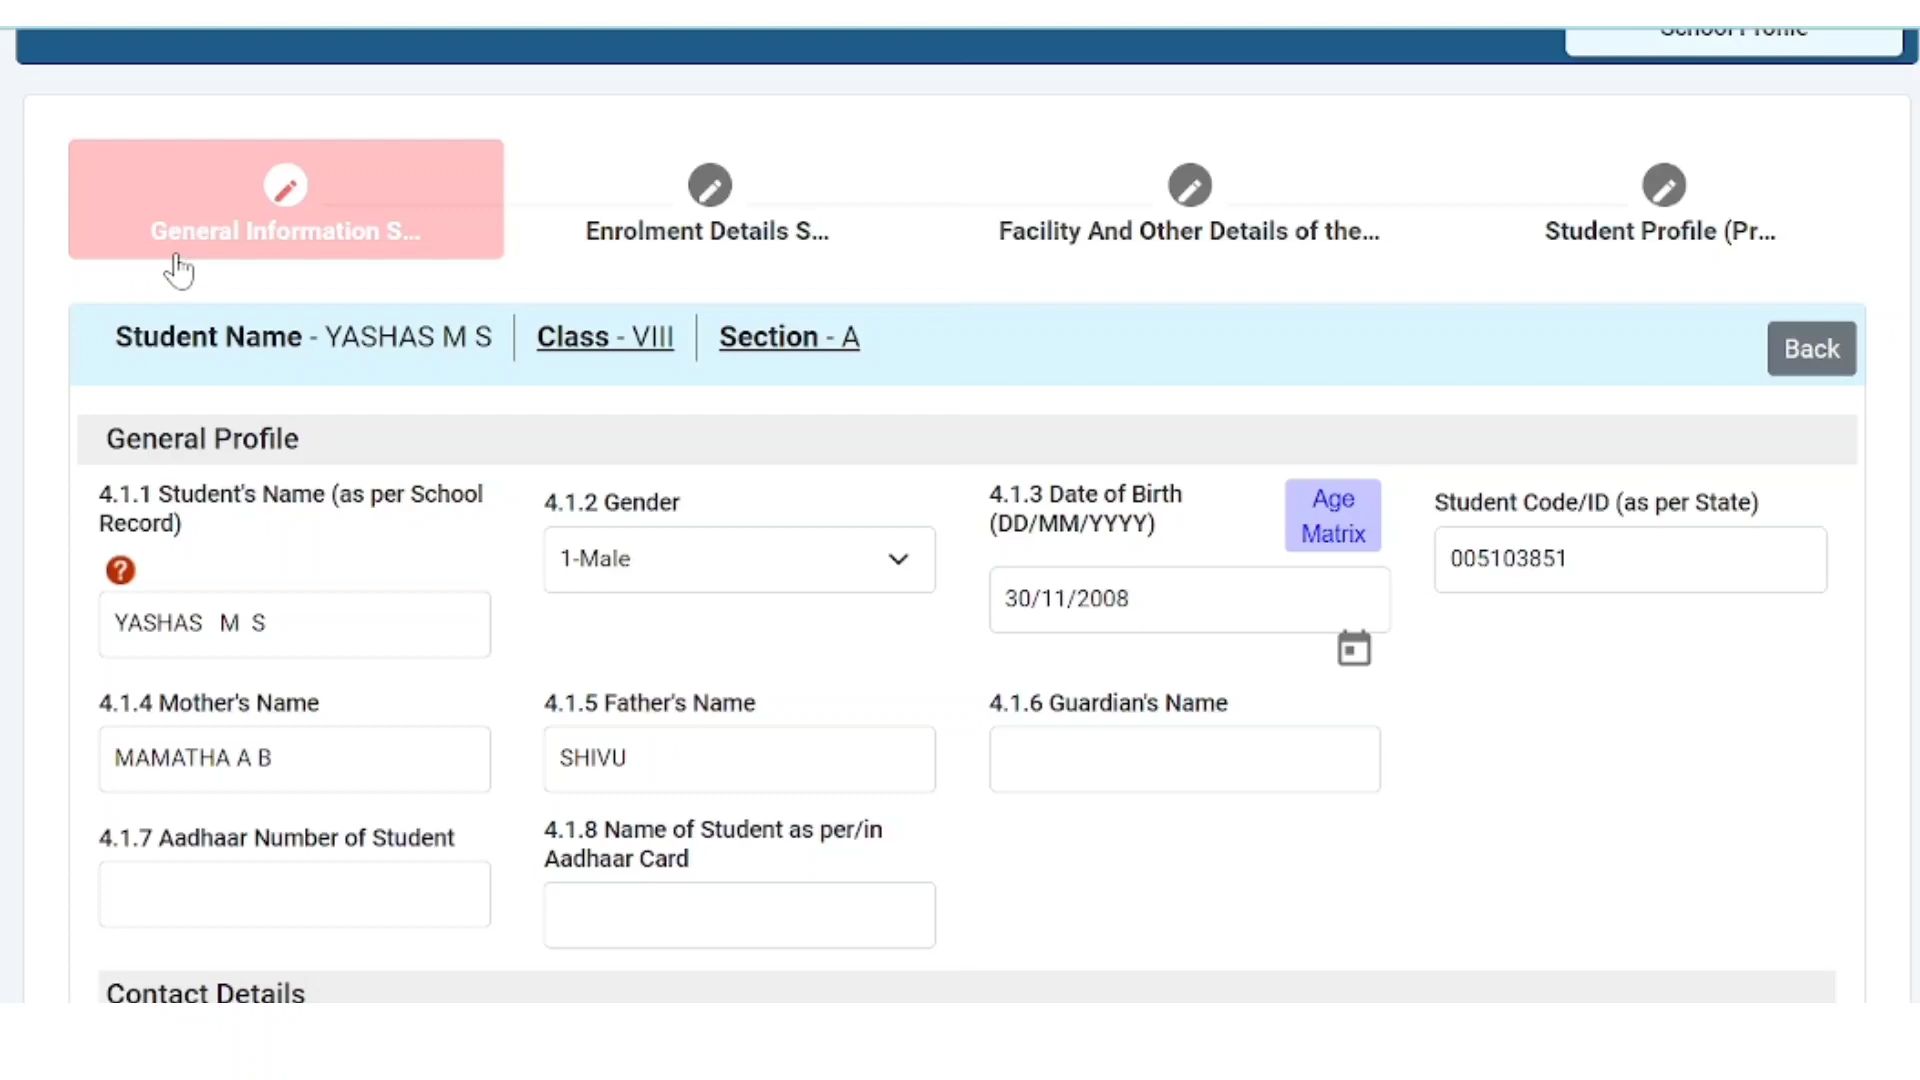 School Profile
General Information S...
Enrolment Details S...
Facility And Other Details of the...
Student Profile (Pr...
Student Name - YASHAS M S
Class - VIII
Section - A
Back
General Profile
4.1.1 Student's Name (as per School
Record)
?
YASHAS M S
4.1.2 Gender
1-Male
4.1.3 Date of Birth
(DD/MM/YYYY)
Age
Matrix
30/11/2008
Student Code/ID (as per State)
005103851
4.1.4 Mother's Name
MAMATHA A B
4.1.5 Father's Name
SHIVU
4.1.6 Guardian's Name
4.1.7 Aadhaar Number of Student
4.1.8 Name of Student as per/in
Aadhaar Card
Contact Details